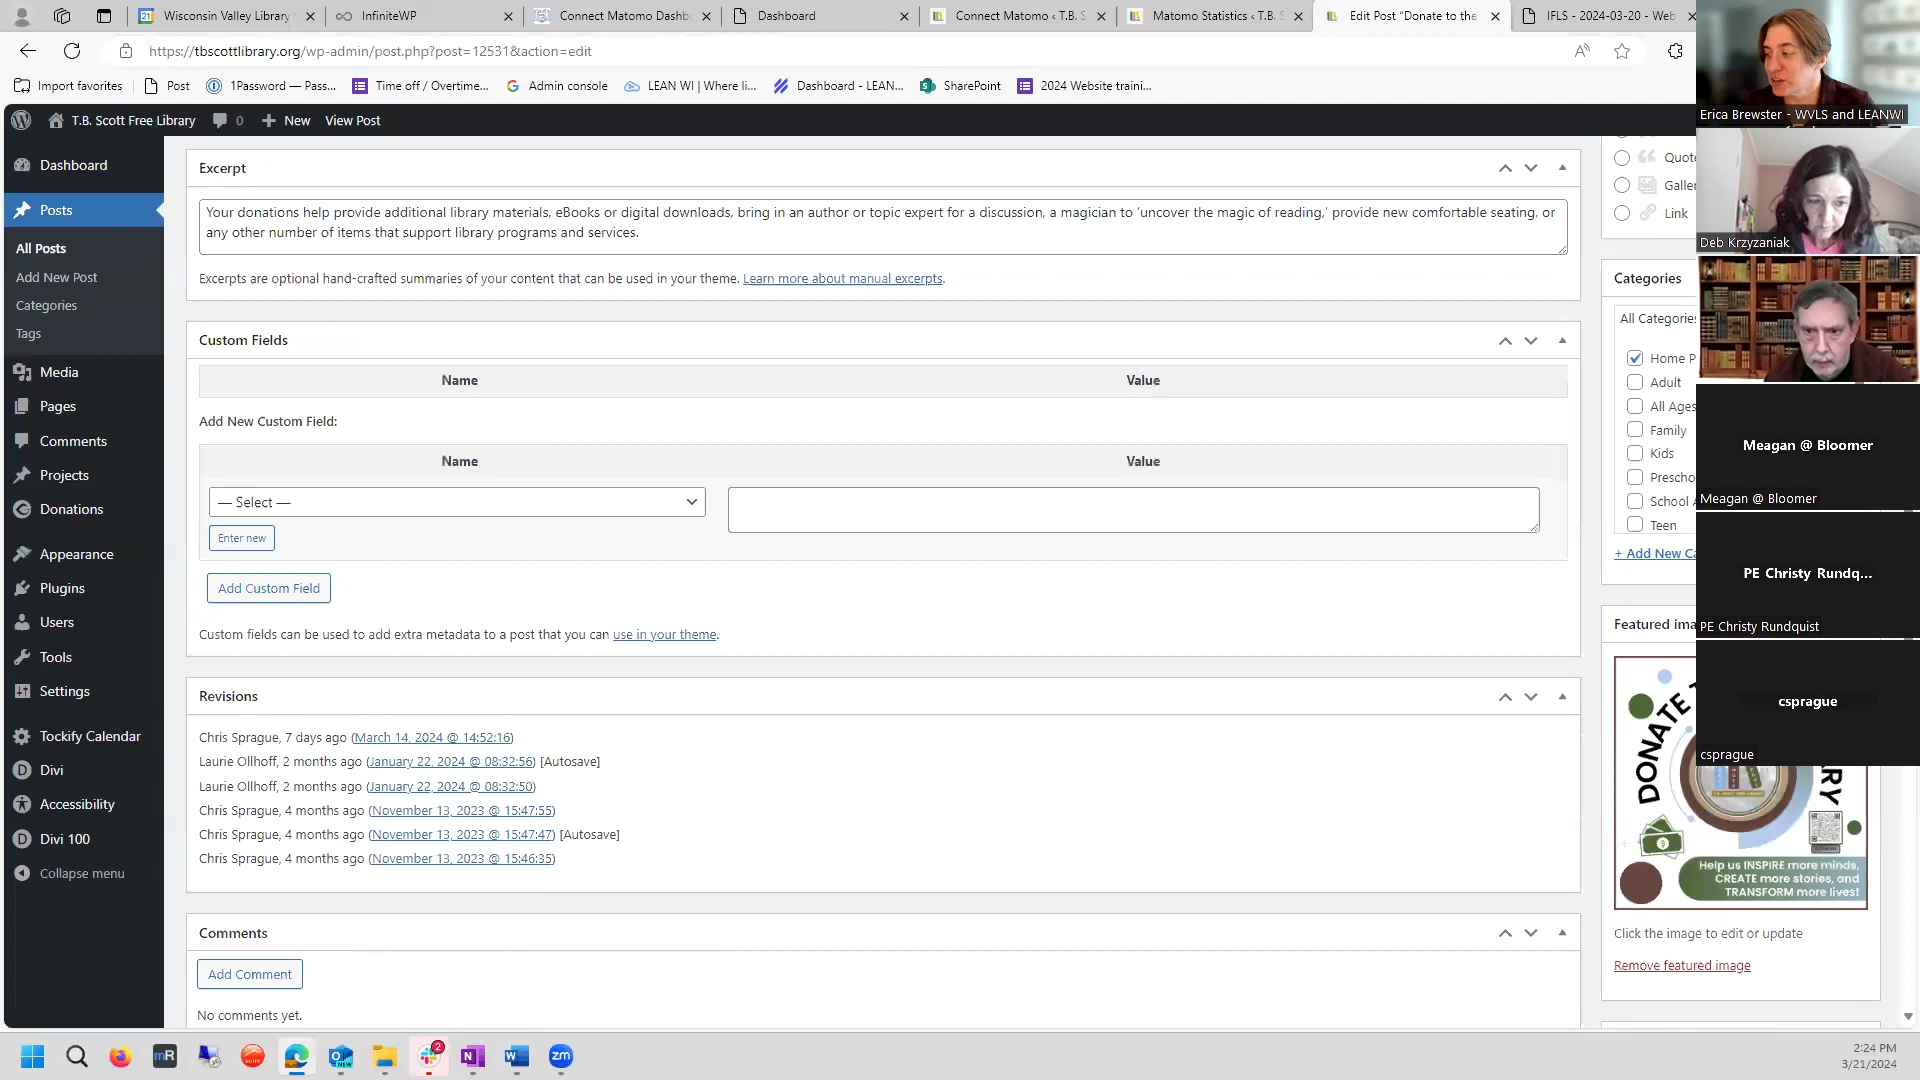 Wisconsin Valley Library
InfiniteWP
Connect Matomo Dashb
Dashboard
Connect Matomo ‹ T.B. S
Matomo Statistics ‹ T.B. S
Edit Post “Donate to the
IFLS - 2024-03-20 - Web
https://tbscottlibrary.org/wp-admin/post.php?post=12531&action=edit
Import favorites
Post
1Password — Pass...
Time off / Overtime...
Admin console
LEAN WI | Where li...
Dashboard - LEAN...
SharePoint
2024 Website traini...
T.B. Scott Free Library
0
New
View Post
Dashboard
Posts
All Posts
Add New Post
Categories
Tags
Media
Pages
Comments
Projects
Donations
Appearance
Plugins
Users
Tools
Settings
Tockify Calendar
Divi
Accessibility
Divi 100
Collapse menu
Excerpt
Your donations help provide additional library materials, eBooks or digital downloads, bring in an author or topic expert for a discussion, a magician to 'uncover the magic of reading,' provide new comfortable seating, or
any other number of items that support library programs and services.
Excerpts are optional hand-crafted summaries of your content that can be used in your theme. Learn more about manual excerpts.
Custom Fields
Name
Value
Add New Custom Field:
Name
Value
— Select —
Enter new
Add Custom Field
Custom fields can be used to add extra metadata to a post that you can use in your theme.
Revisions
Chris Sprague, 7 days ago (March 14, 2024 @ 14:52:16)
Laurie Ollhoff, 2 months ago (January 22, 2024 @ 08:32:56) [Autosave]
Laurie Ollhoff, 2 months ago (January 22, 2024 @ 08:32:50)
Chris Sprague, 4 months ago (November 13, 2023 @ 15:47:55)
Chris Sprague, 4 months ago (November 13, 2023 @ 15:47:47) [Autosave]
Chris Sprague, 4 months ago (November 13, 2023 @ 15:46:35)
Comments
Add Comment
No comments yet.
Quote
Galler
Link
Categories
All Categories
Home P
Adult
All Ages
Family
Kids
Prescho
School A
Teen
+ Add New Ca
Featured ima
DONATE T
RY
Help us INSPIRE more minds,
CREATE more stories, and
TRANSFORM more lives!
Click the image to edit or update
Remove featured image
Erica Brewster - WVLS and LEANWI
Deb Krzyzaniak
Meagan @ Bloomer
Meagan @ Bloomer
PE Christy Rundq...
PE Christy Rundquist
csprague
csprague
mR
NEW
2
zm
2:24 PM
3/21/2024